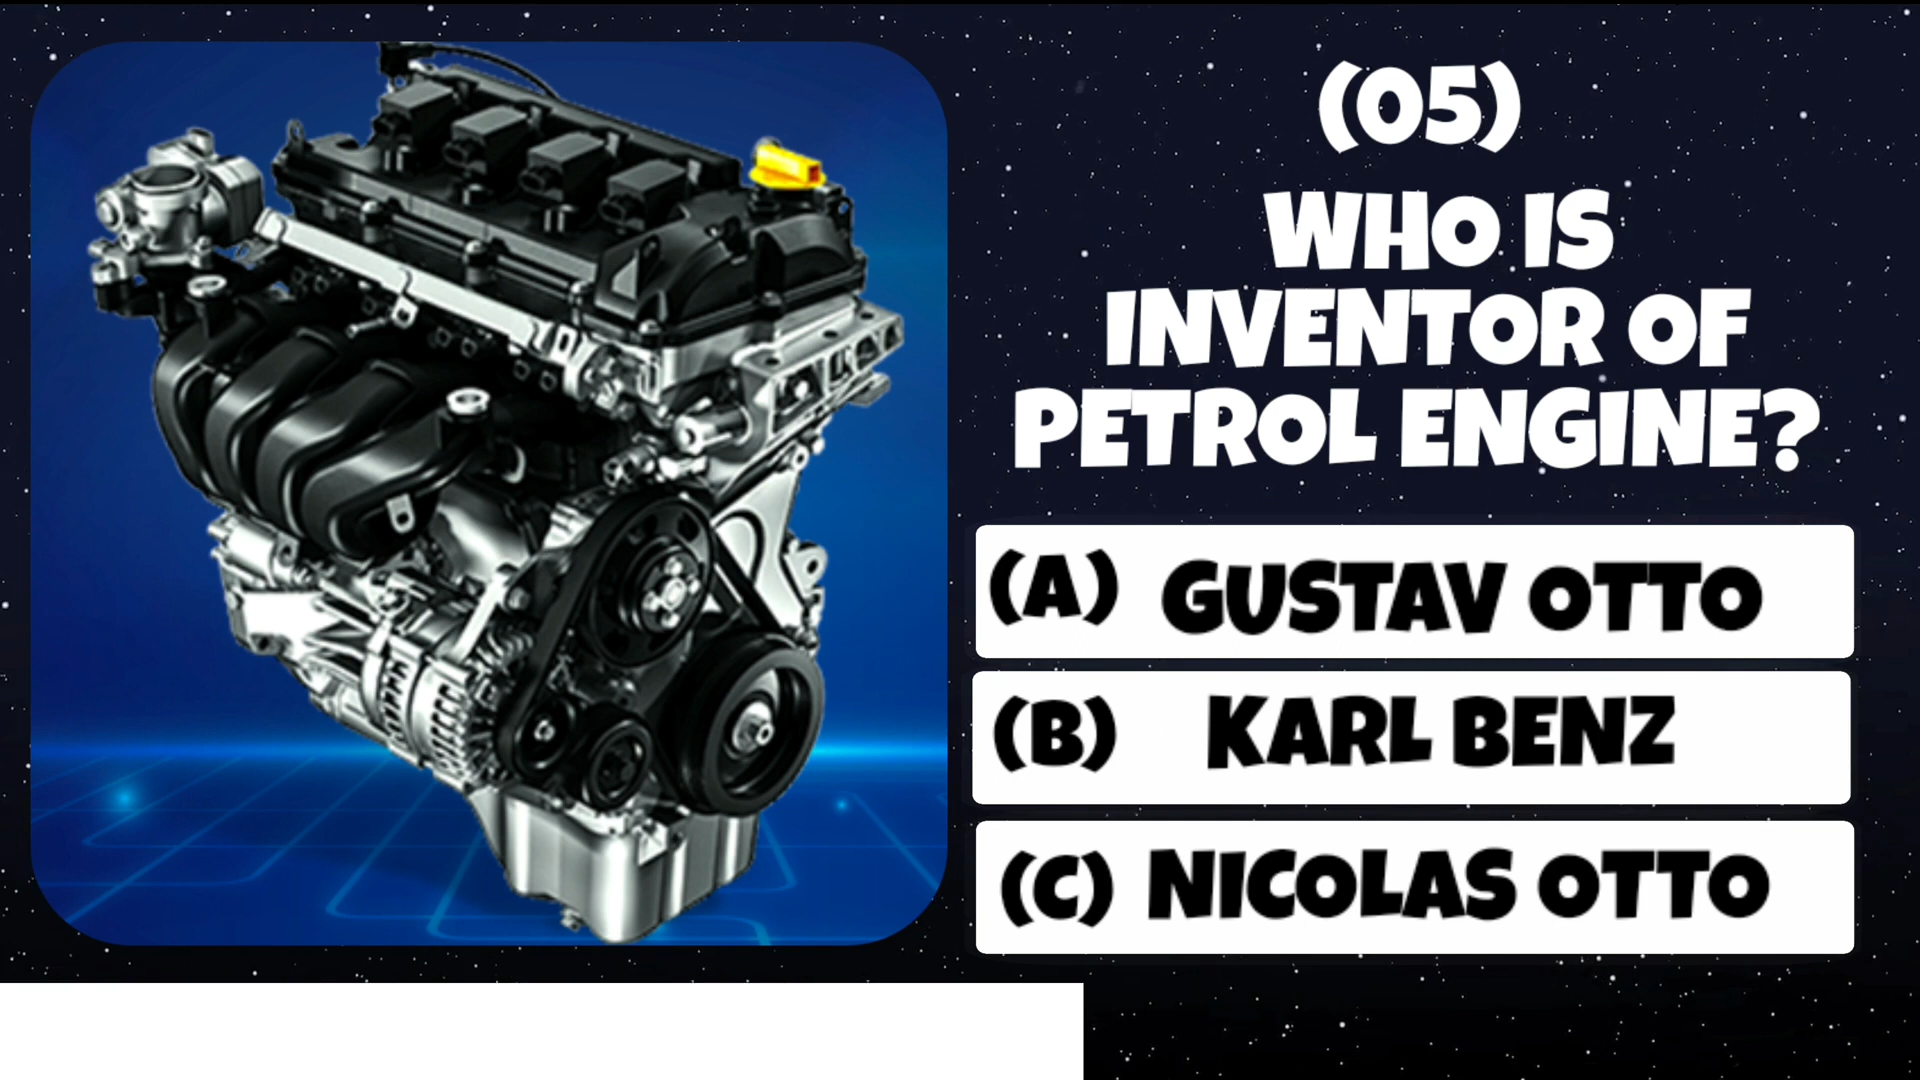 (05)
WHO IS
INVENTOR OF
PETROL ENGINE?
(A) GUSTAV OTTO
(B) KARL BENZ
(C) NICOLAS OTTO